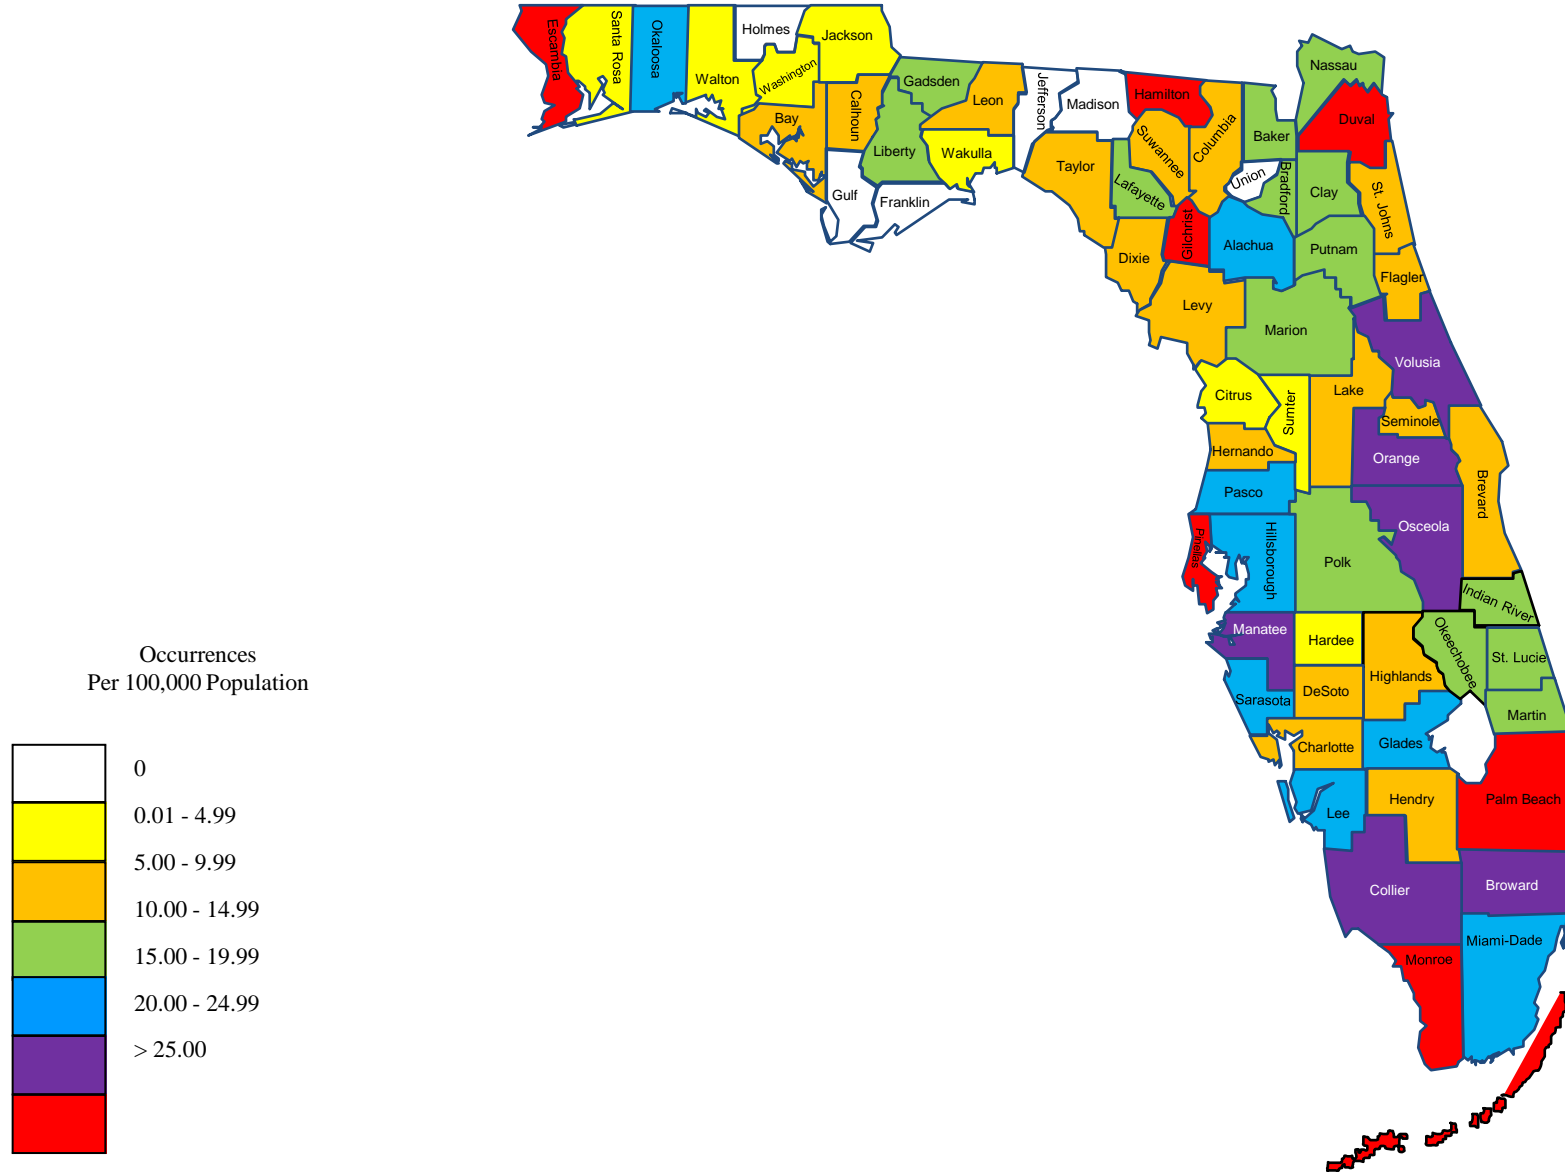 Escambia
Santa Rosa
Okaloosa
Walton
Holmes
Washington
Jackson
Bay
Calhoun
Gulf
Gadsden
Liberty
Franklin
Leon
Wakulla
Jefferson
Madison
Taylor
Hamilton
Suwannee
Lafayette
Dixie
Columbia
Gilchrist
Levy
Baker
Union
Bradford
Alachua
Nassau
Duval
Clay
St. Johns
Putnam
Flagler
Marion
Volusia
Citrus
Sumter
Lake
Seminole
Hernando
Orange
Pasco
Brevard
Osceola
Pinellas
Hillsborough
Polk
Indian River
Manatee
Hardee
Highlands
Okeechobee
St. Lucie
Sarasota
DeSoto
Martin
Charlotte
Glades
Lee
Hendry
Palm Beach
Collier
Broward
Monroe
Miami-Dade
Occurrences
Per 100,000 Population
0
0.01 - 4.99
5.00 - 9.99
10.00 - 14.99
15.00 - 19.99
20.00 - 24.99
> 25.00